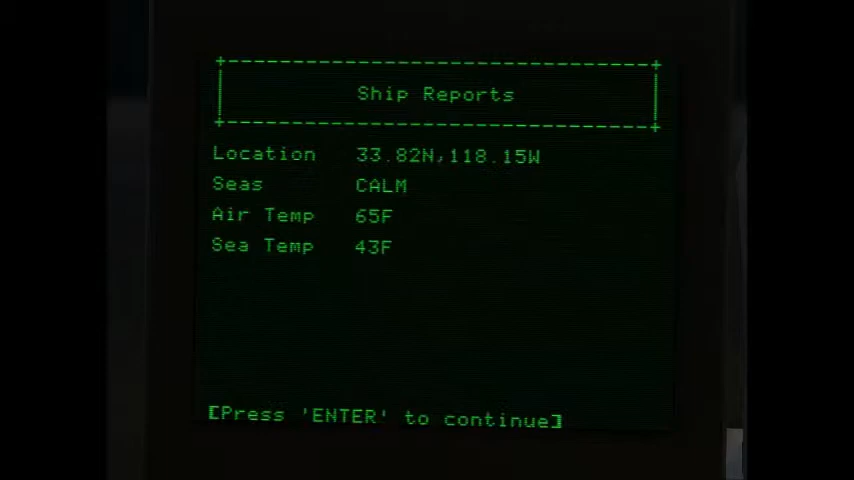 Ship Reports
Location 33.82N,118.15W
Seas CALM
Air Temp 65F
Sea Temp 43F
[Press 'ENTER' to continue]